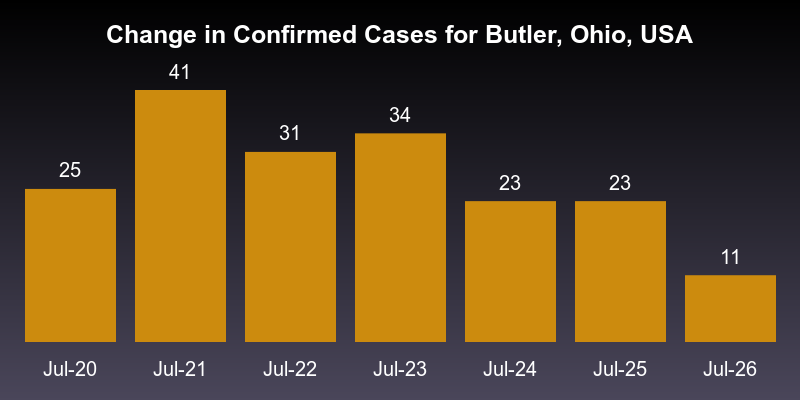 Change in Confirmed Cases for Butler, Ohio, USA
25 41 31 34 23 23 11
Jul-20 Jul-21 Jul-22 Jul-23 Jul-24 Jul-25 Jul-26